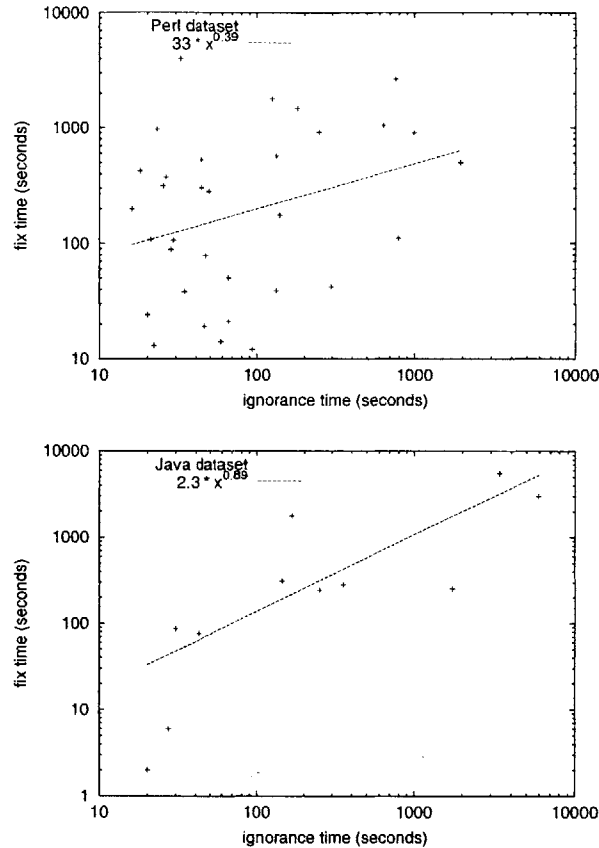 10000
1000
100
10
fix time (seconds)
Perl dataset
33 * x^0.39
10 100 1000 10000
ignorance time (seconds)
10000
1000
100
10
1
fix time (seconds)
Java dataset
2.3 * x^0.89
10 100 1000 10000
ignorance time (seconds)